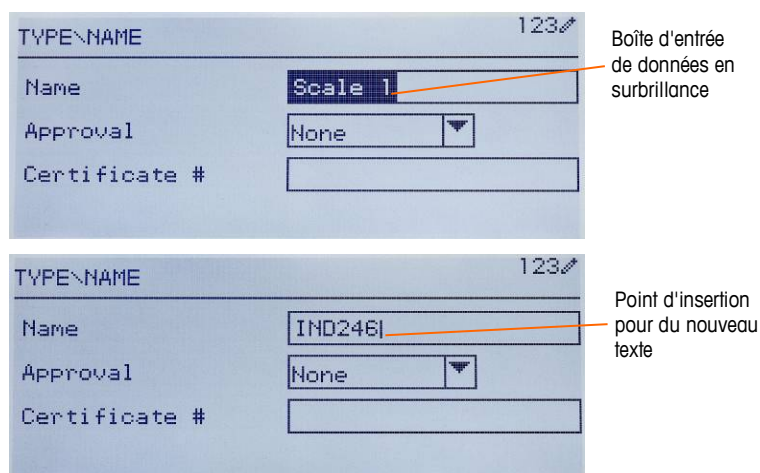 TYPE\NAME 123
Name Scale 1
Approval None
Certificate #
Boîte d'entrée
de données en
surbrillance
TYPE\NAME 123
Name IND246
Approval None
Certificate #
Point d'insertion
pour du nouveau
texte